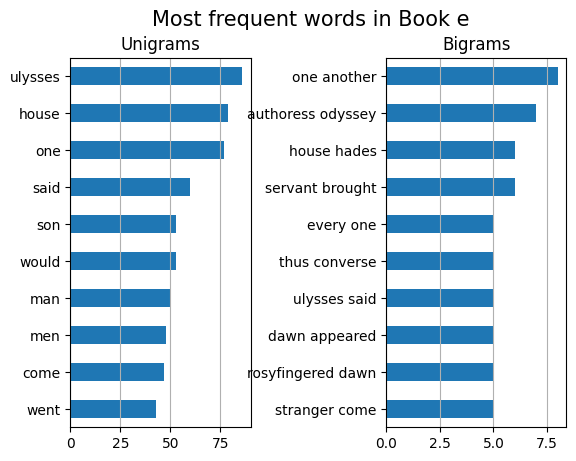 Most frequent words in Book e
Unigrams
ulysses
house
one
said
son
would
man
men
come
went
0 25 50 75
Bigrams
one another
authoress odyssey
house hades
servant brought
every one
thus converse
ulysses said
dawn appeared
rosyfingered dawn
stranger come
0.0 2.5 5.0 7.5